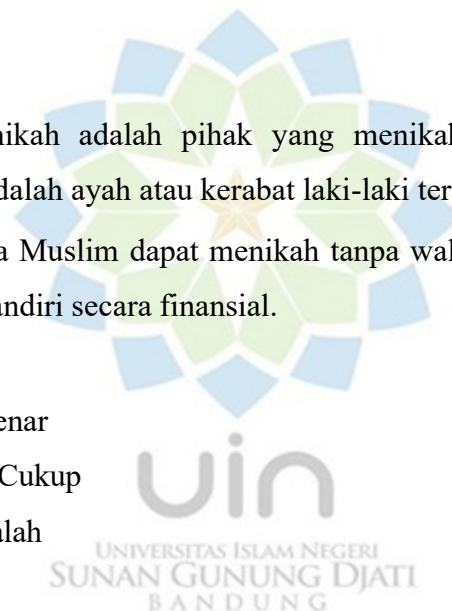 nikah adalah pihak yang menikah
dalah ayah atau kerabat laki-laki ter
a Muslim dapat menikah tanpa wal
andiri secara finansial.
enar
Cukup
alah
uin
UNIVERSITAS ISLAM NEGERI
SUNAN GUNUNG DJATI
BANDUNG